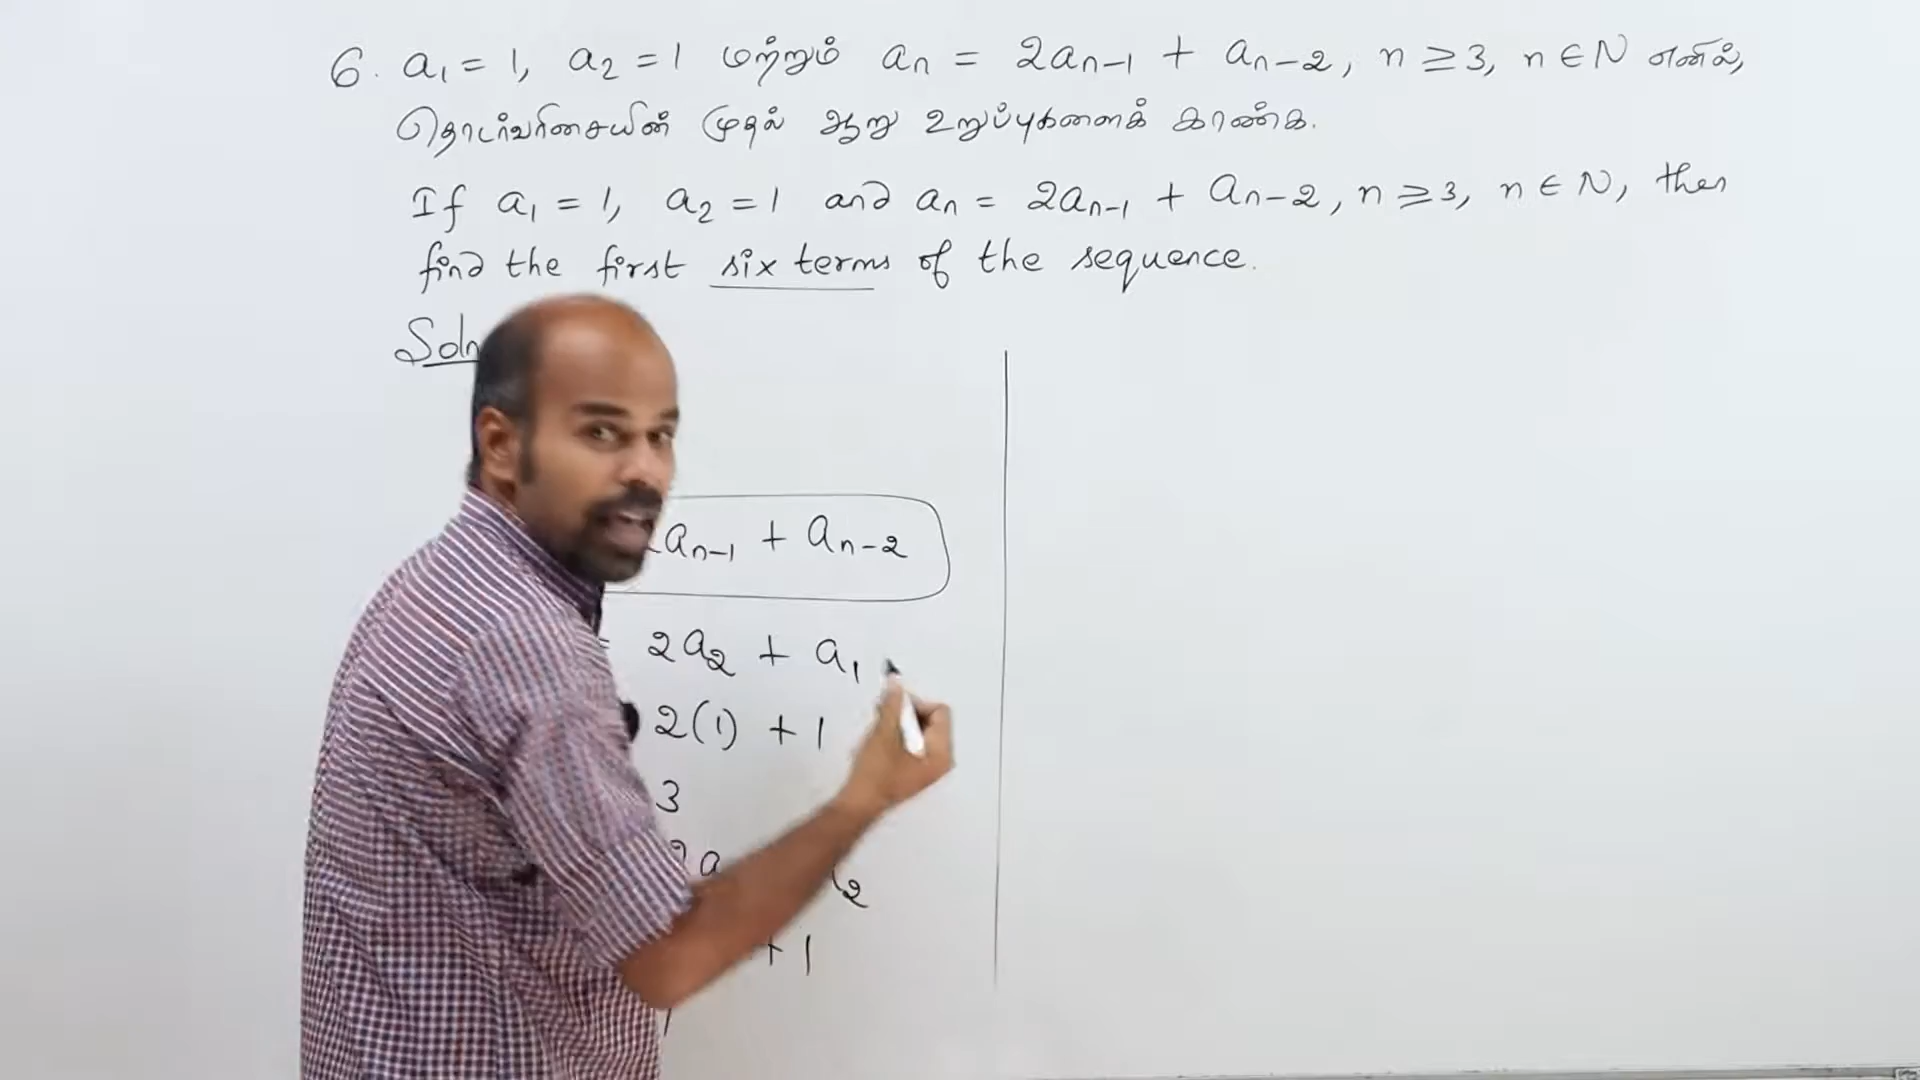 6. a₁ = 1, a₂ = 1 மற்றும் aₙ = 2aₙ₋₁ + aₙ₋₂, n ≥ 3, n ∈ N எனில்,
தொடர்வரிசையின் முதல் ஆறு உறுப்புகளைக் காண்க.
If a₁ = 1, a₂ = 1 and aₙ = 2aₙ₋₁ + aₙ₋₂, n ≥ 3, n ∈ N, then
find the first six terms of the sequence.
Soln
aₙ₋₁ + aₙ₋₂
= 2a₂ + a₁
2(1) + 1
3
2a ₂
+ 1